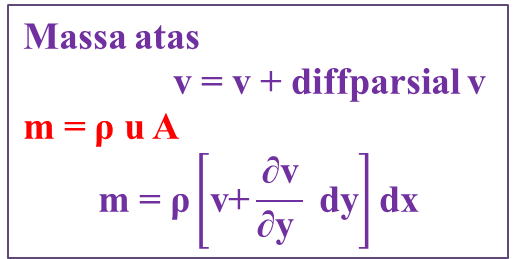 Massa atas
v = v + diffparsial v
m = ρ u A
m = ρ [v+ ∂v/∂y dy] dx